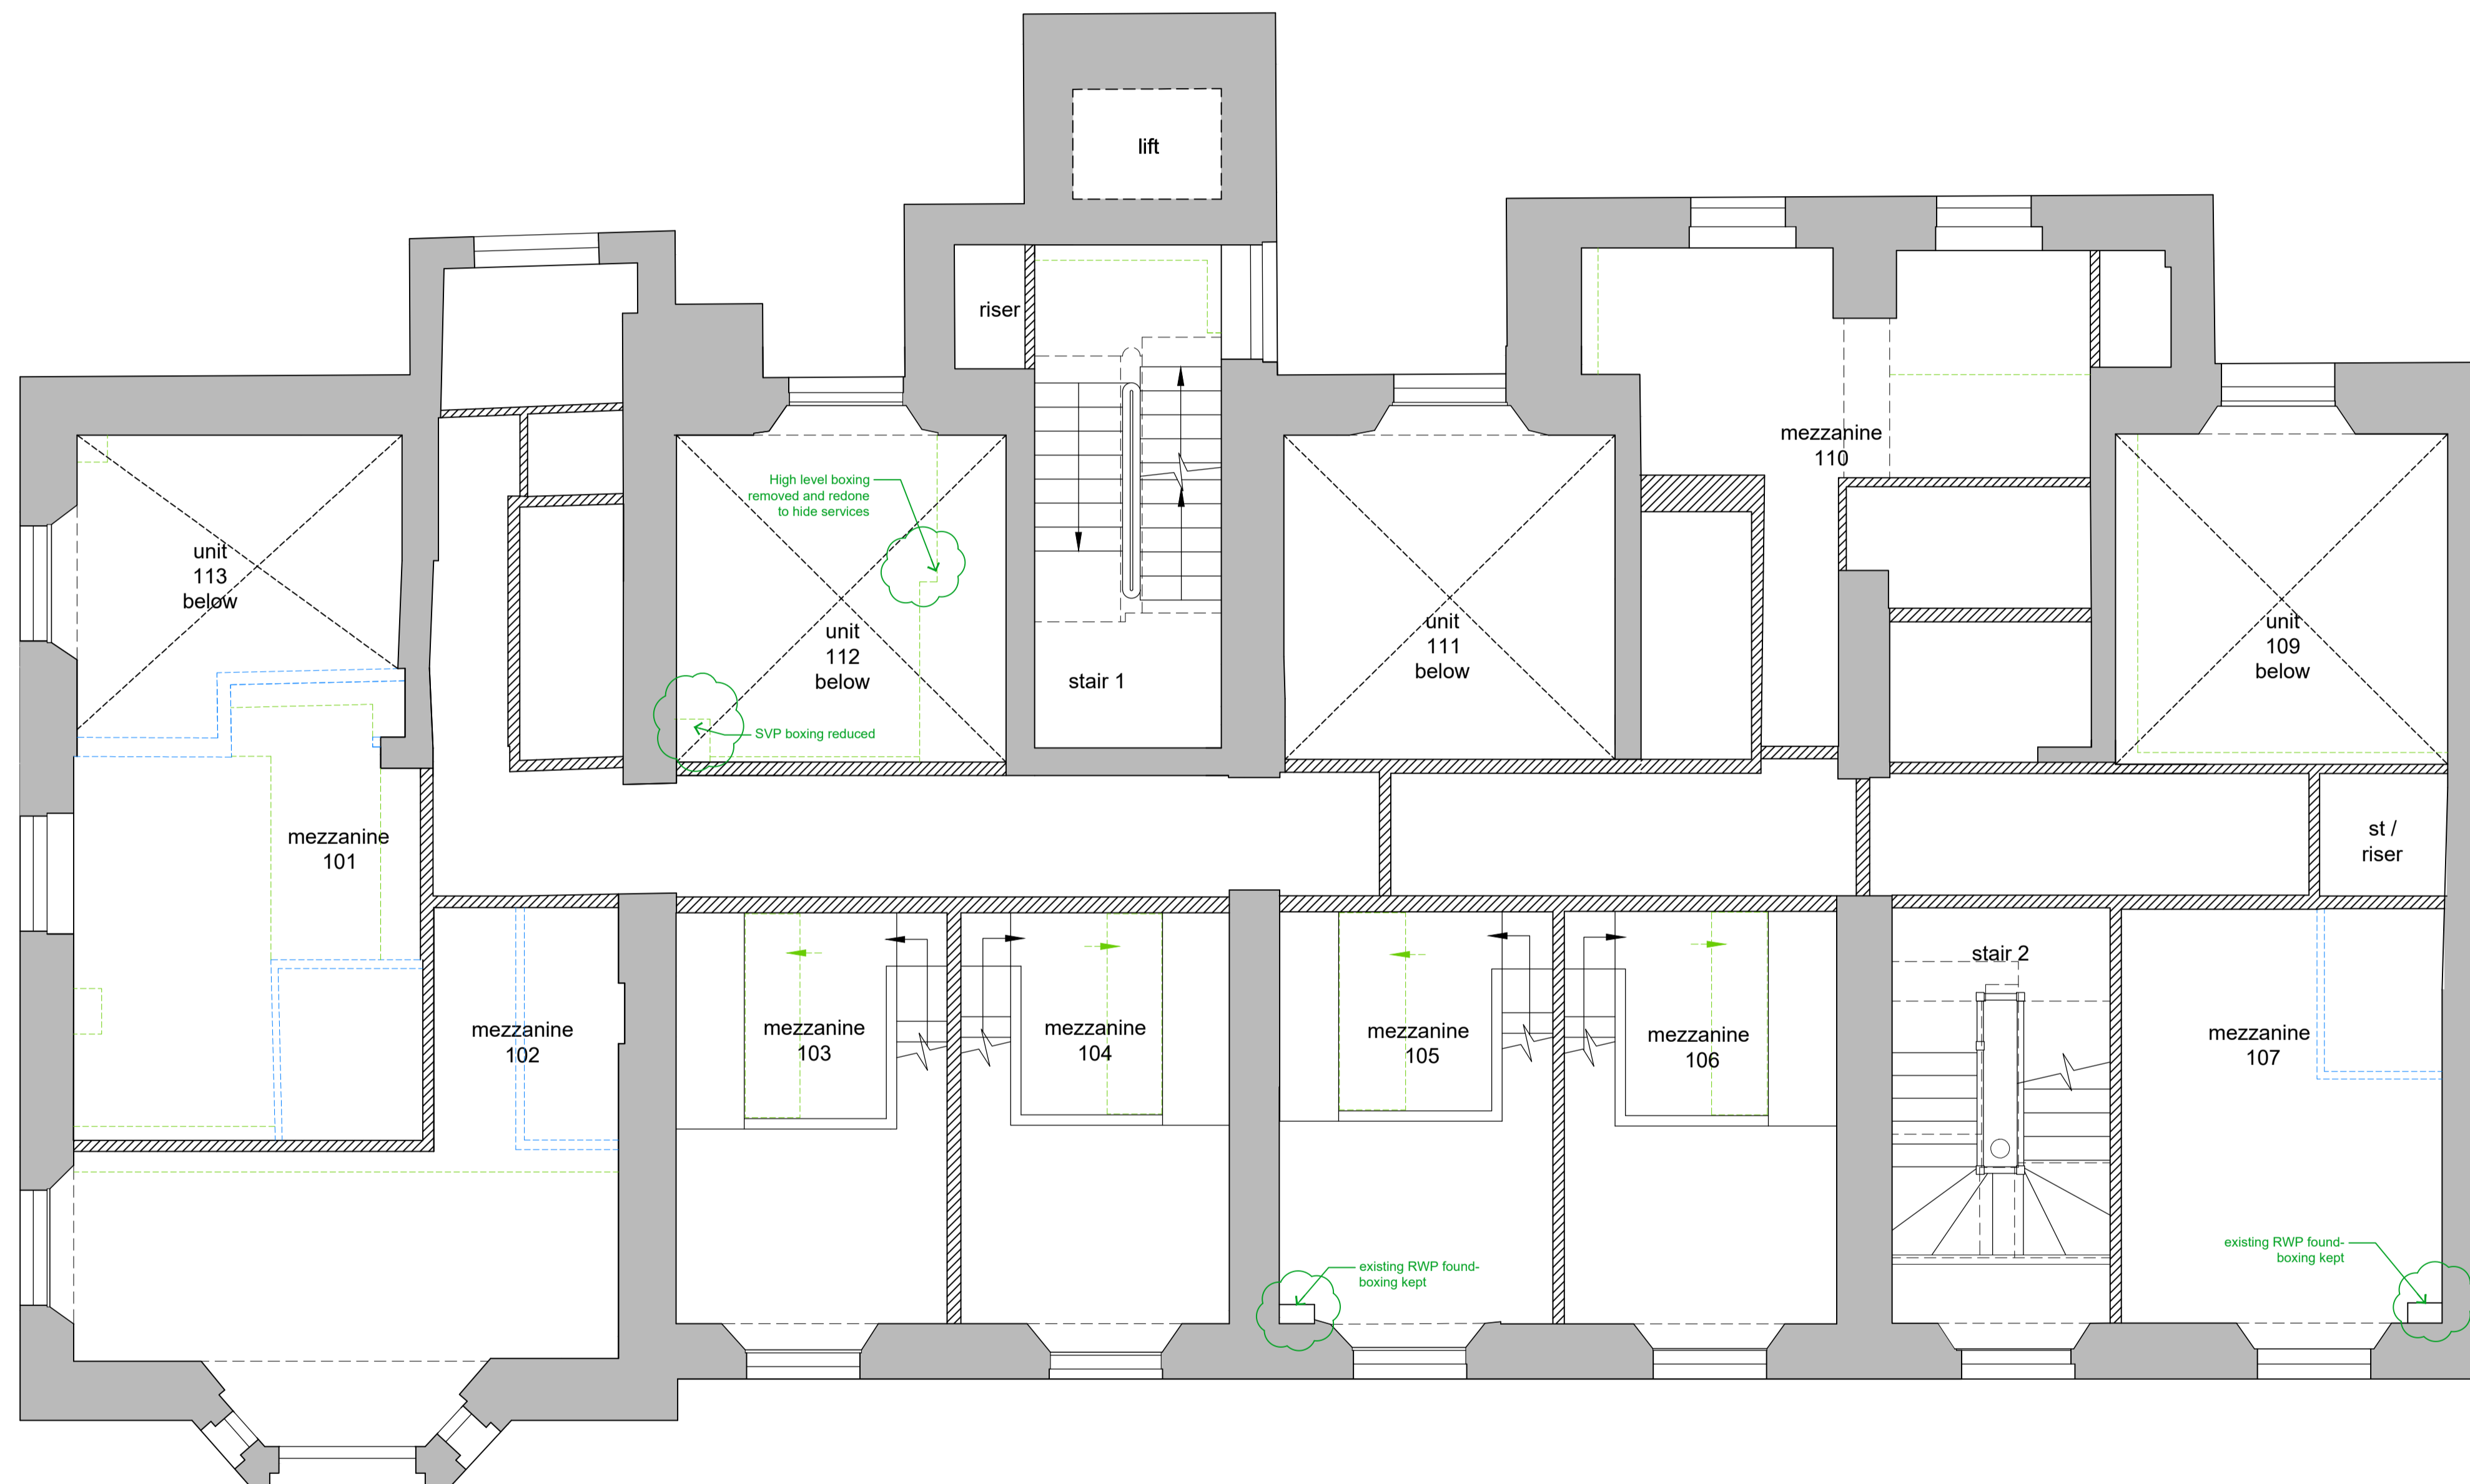 lift
riser
mezzanine
110
High level boxing
removed and redone
to hide services
unit
113
below
unit
112
below
unit
111
below
unit
109
below
stair 1
SVP boxing reduced
mezzanine
101
st /
riser
stair 2
mezzanine
102
mezzanine
103
mezzanine
104
mezzanine
105
mezzanine
106
mezzanine
107
existing RWP found-
boxing kept
existing RWP found-
boxing kept